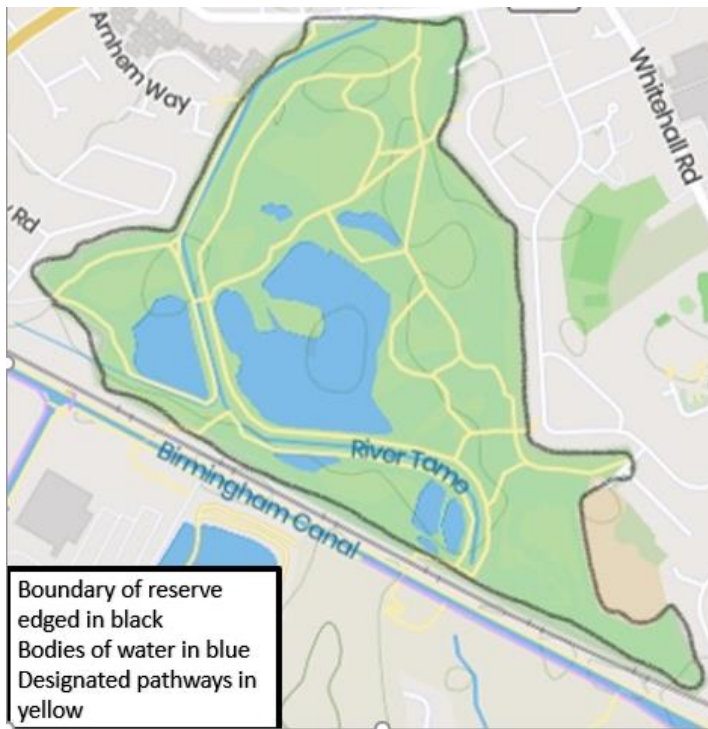 Arnhem Way
Whitehall Rd
y Rd
River Tame
Birmingham Canal
Boundary of reserve
edged in black
Bodies of water in blue
Designated pathways in
yellow